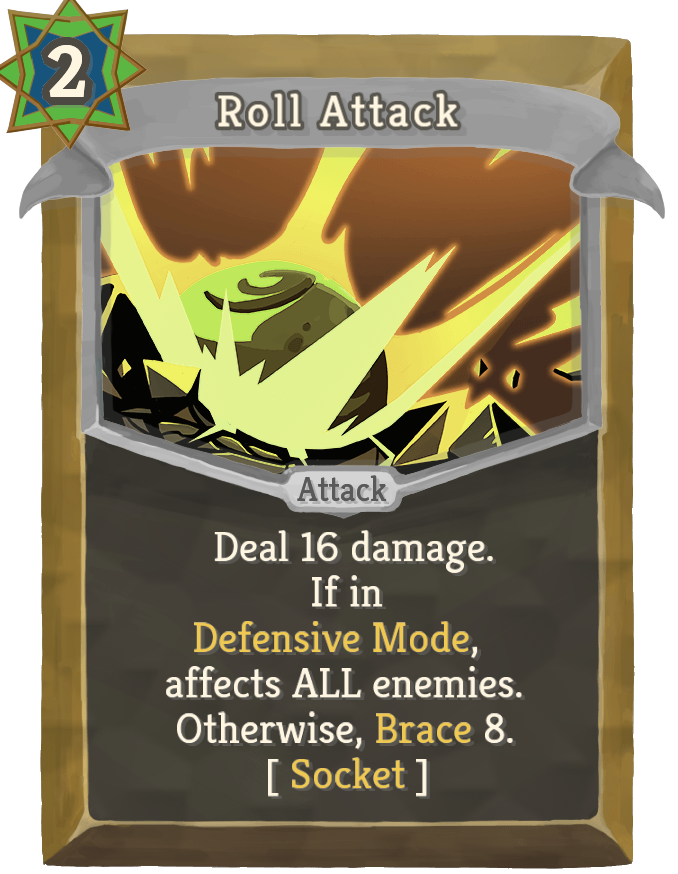 2
Roll Attack
Attack
Deal 16 damage.
If in
Defensive Mode,
affects ALL enemies.
Otherwise, Brace 8.
[ Socket ]